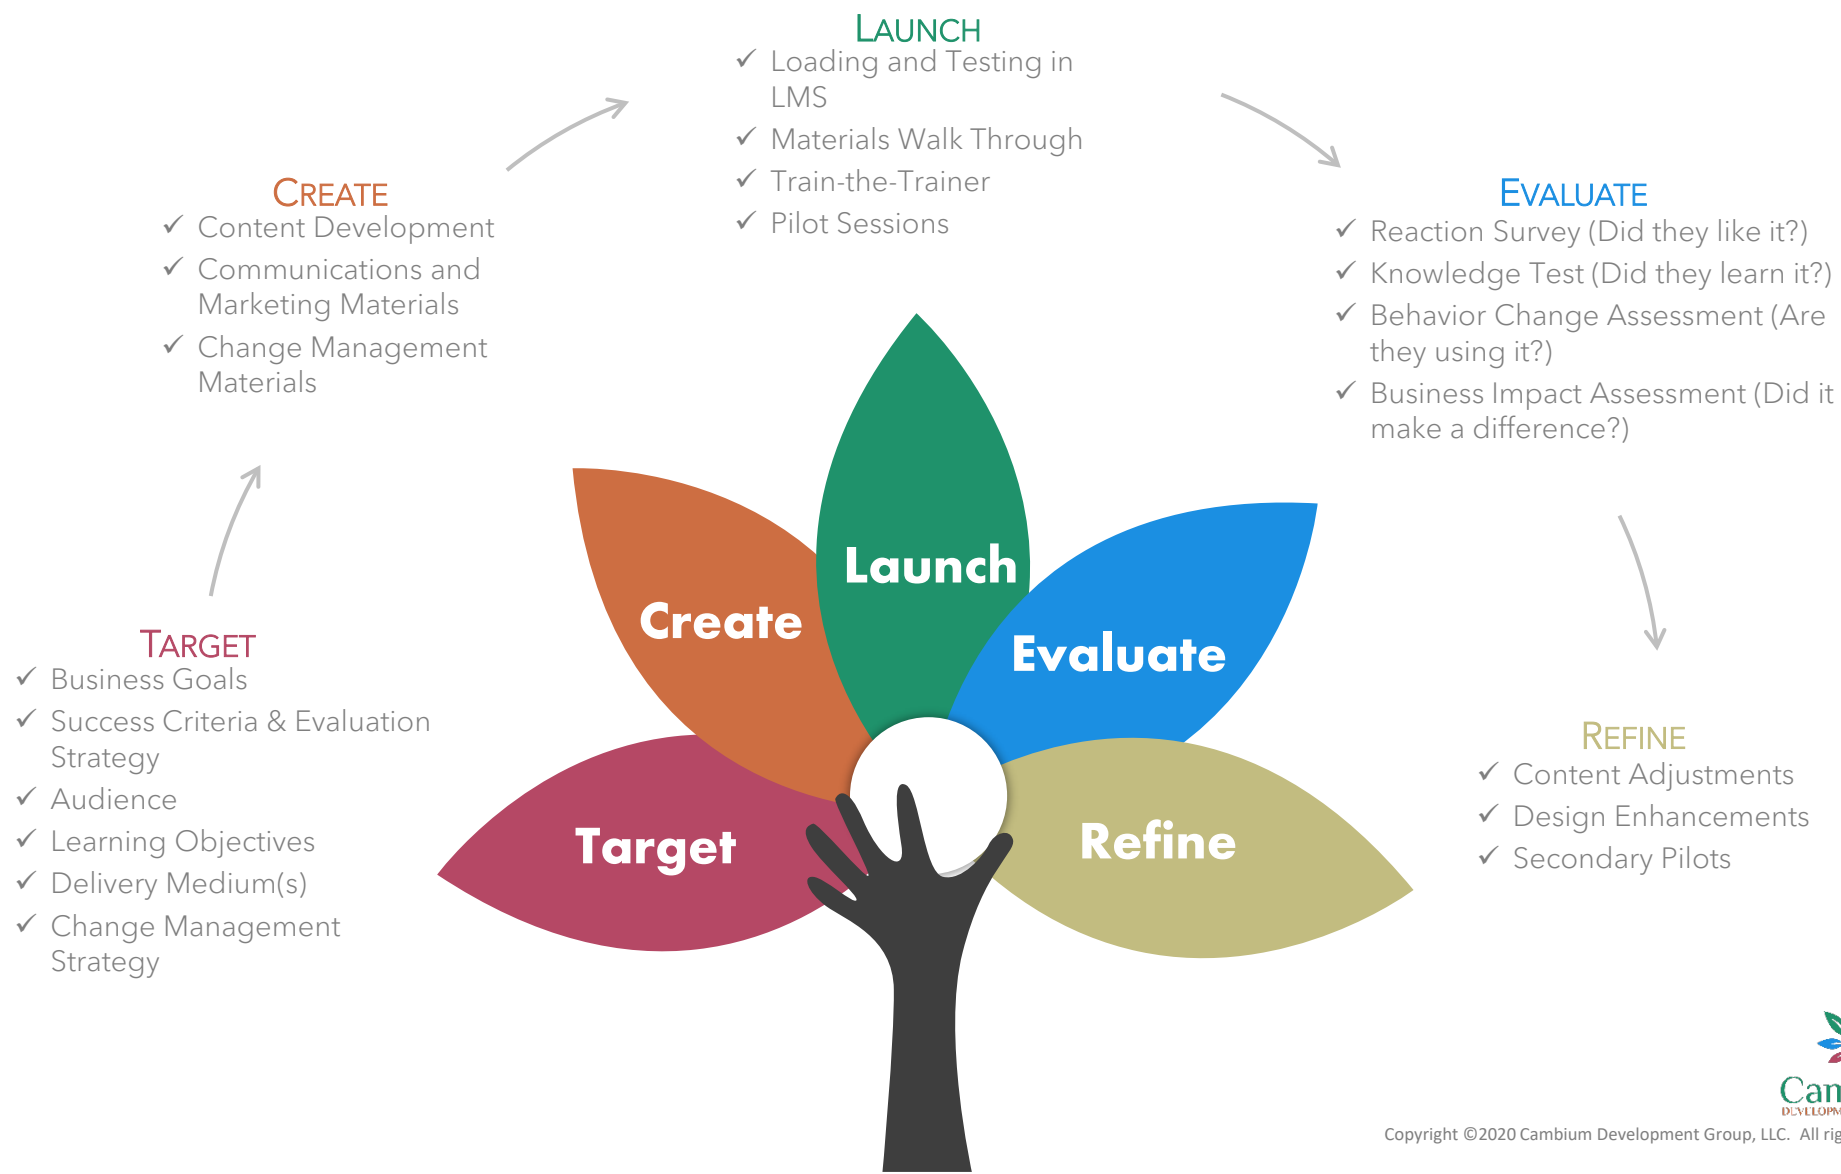 LAUNCH
✓ Loading and Testing in
LMS
✓ Materials Walk Through
✓ Train-the-Trainer
✓ Pilot Sessions
CREATE
✓ Content Development
✓ Communications and
Marketing Materials
✓ Change Management
Materials
EVALUATE
✓ Reaction Survey (Did they like it?)
✓ Knowledge Test (Did they learn it?)
✓ Behavior Change Assessment (Are
they using it?)
✓ Business Impact Assessment (Did it
make a difference?)
TARGET
✓ Business Goals
✓ Success Criteria & Evaluation
Strategy
✓ Audience
✓ Learning Objectives
✓ Delivery Medium(s)
✓ Change Management
Strategy
REFINE
✓ Content Adjustments
✓ Design Enhancements
✓ Secondary Pilots
Launch
Create
Evaluate
Target
Refine
Copyright ©2020 Cambium Development Group, LLC. All